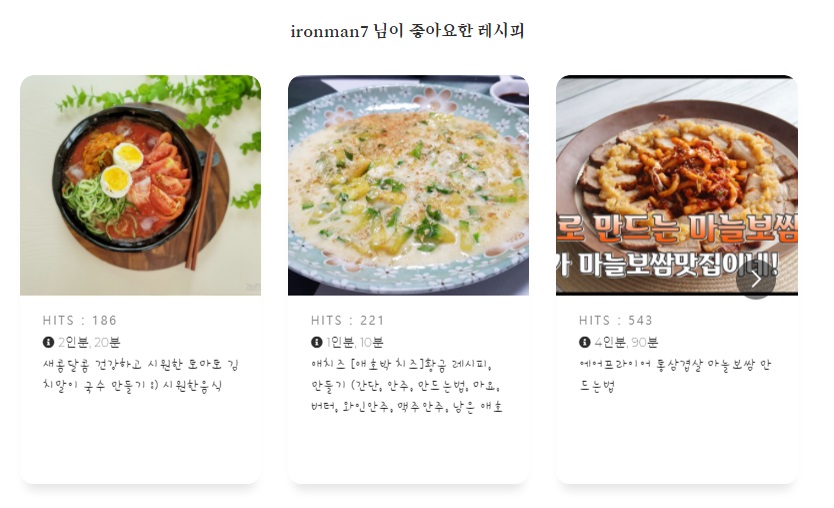 ironman7 님이 좋아요한 레시피
로 만드는 마늘보쌈
가 마늘보쌈맛집이네!
HITS : 186
2인분, 20분
새콤달콤 건강하고 시원한 토마토 김
치말이 국수 만들기 :) 시원한음식
HITS : 221
1인분, 10분
애치즈 [애호박 치즈]황금 레시피,
만들기 (간단, 안주, 만드는법, 마요,
버터, 와인안주, 맥주안주, 남은 애호
HITS : 543
4인분, 90분
에어프라이어 통삼겹살 마늘보쌈 만
드는법